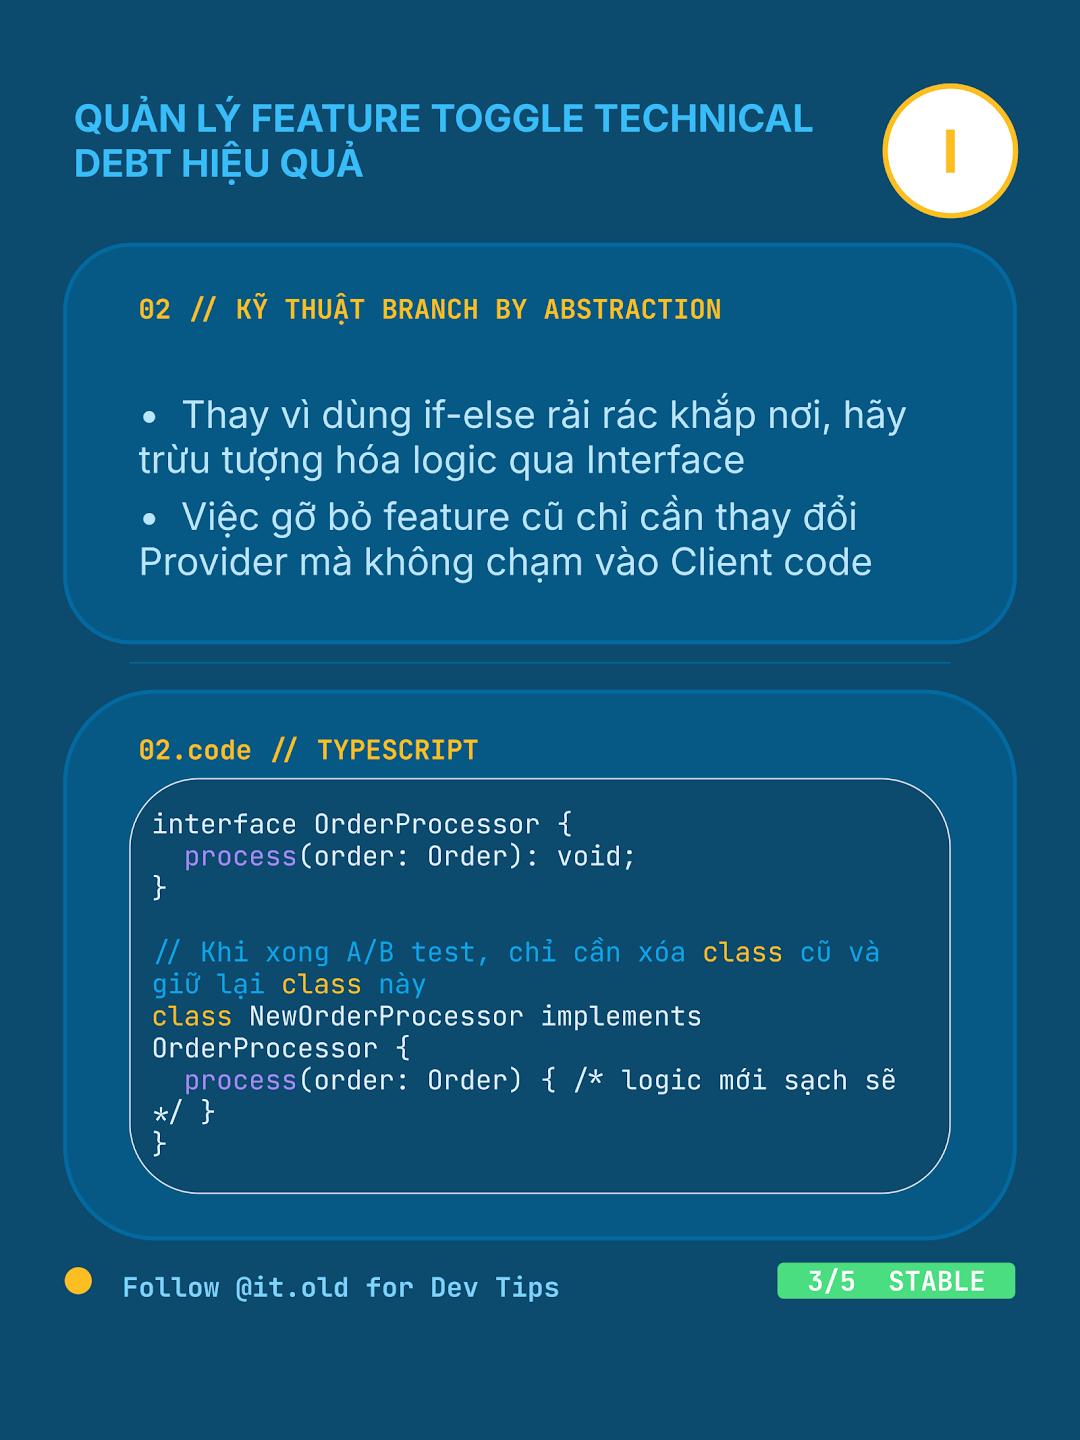 QUẢN LÝ FEATURE TOGGLE TECHNICAL
DEBT HIỆU QUẢ
I
02 // KỸ THUẬT BRANCH BY ABSTRACTION
• Thay vì dùng if-else rải rác khắp nơi, hãy
trừu tượng hóa logic qua Interface
• Việc gỡ bỏ feature cũ chỉ cần thay đổi
Provider mà không chạm vào Client code
02.code // TYPESCRIPT
interface OrderProcessor {
  process(order: Order): void;
}
// Khi xong A/B test, chỉ cần xóa class cũ và
giữ lại class này
class NewOrderProcessor implements
OrderProcessor {
  process(order: Order) { /* logic mới sạch sẽ
*/ }
}
Follow @it.old for Dev Tips
3/5 STABLE